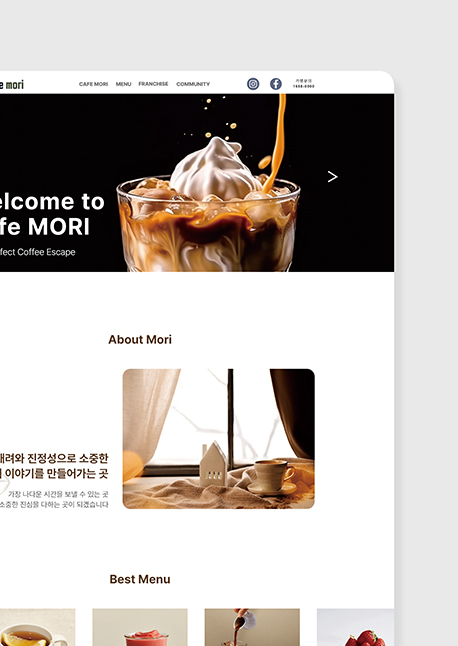 e mori
CAFE MORI MENU FRANCHISE COMMUNITY
가맹문의
1688-0000
elcome to
fe MORI
fect Coffee Escape
>
About Mori
배려와 진정성으로 소중한
이야기를 만들어가는 곳
가장 나다운 시간을 보낼 수 있는 곳
소중한 진심을 다하는 곳이 되겠습니다
Best Menu